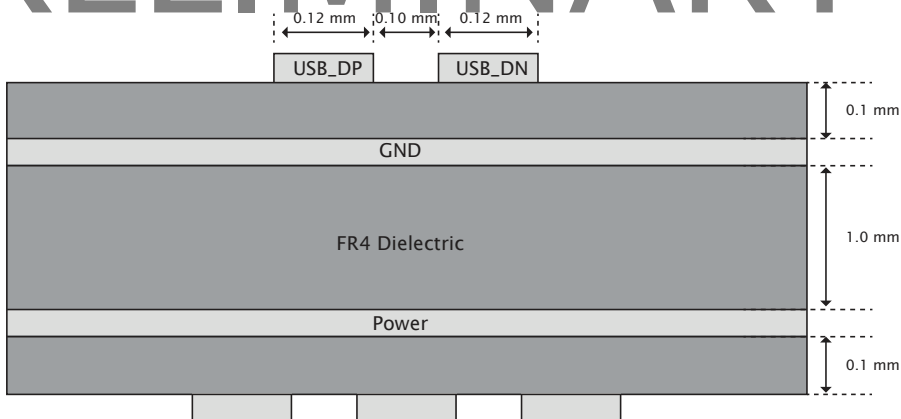 PRELIMINARY
0.12 mm 0.10 mm 0.12 mm
USB_DP USB_DN
0.1 mm
GND
1.0 mm
FR4 Dielectric
Power
0.1 mm